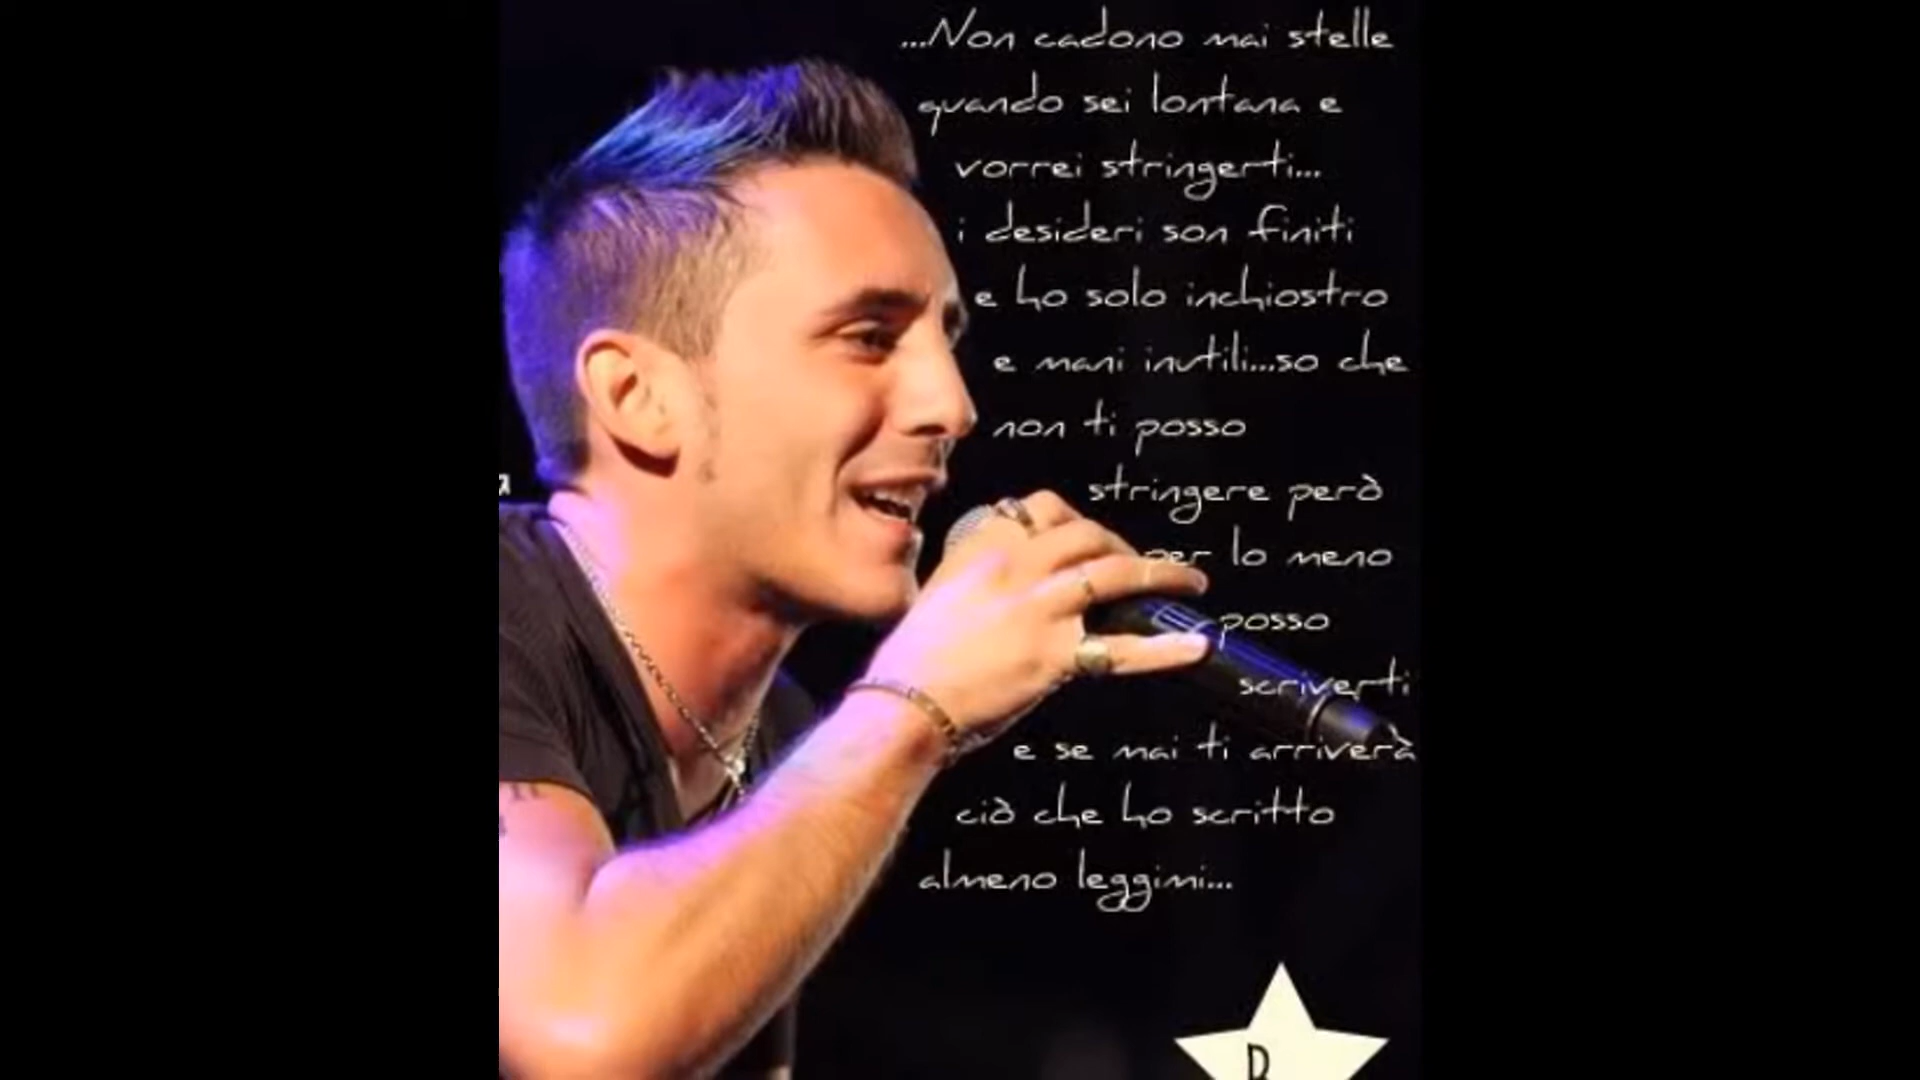 ...Non cadono mai stelle
quando sei lontana e
vorrei stringerti...
i desideri son finiti
e ho solo inchiostro
e mani inutili...so che
non ti posso
stringere però
per lo meno
posso
scriverti
e se mai ti arriverà
ciò che ho scritto
almeno leggimi...
a
B